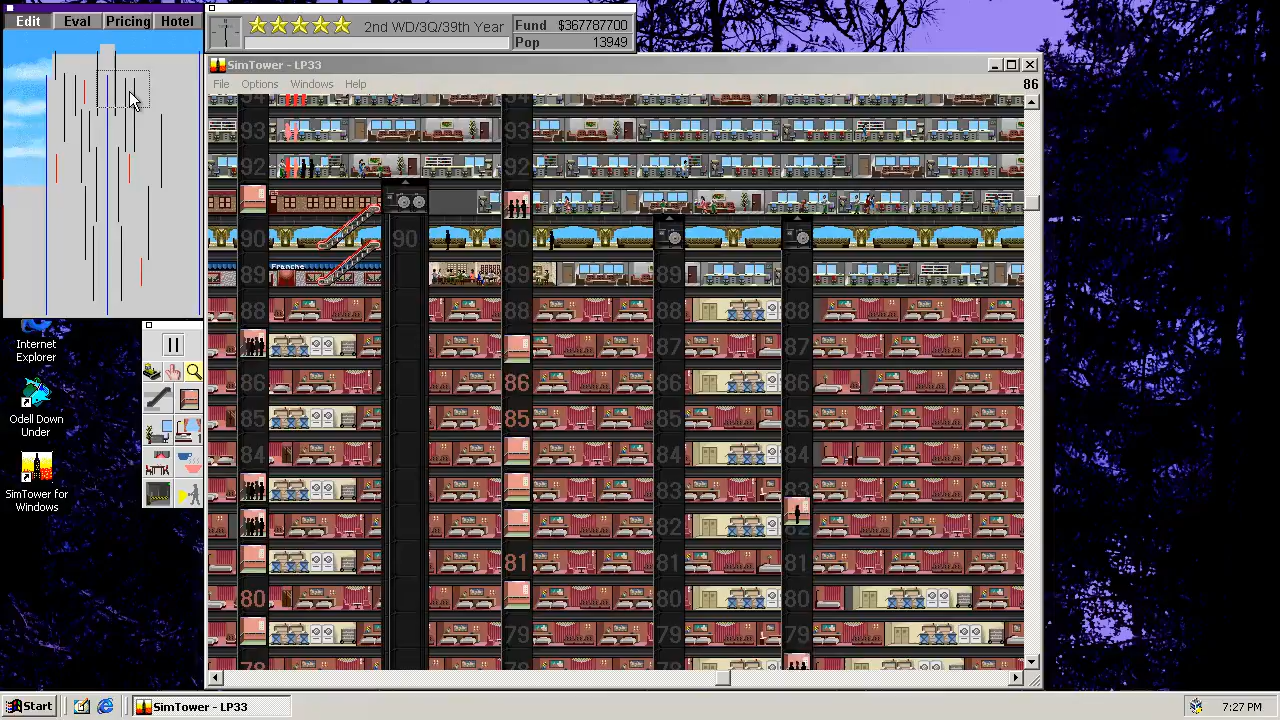 Edit Eval Pricing Hotel
2nd WD/3Q/39th Year
Fund $367787700
Pop 13949
SimTower - LP33
File Options Windows Help
86
93 93
92 92
90 90 90
Franche
89 89 89 89
88 88 88
87 87
86 86 86
85 85 85
84 84 84
83 83
82 82
81 81 81
80 80 80
79 79 79
Internet
Explorer
Odell Down
Under
SimTower for
Windows
Start
SimTower - LP33
7:27 PM